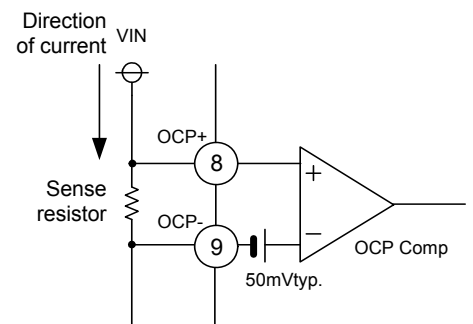 Direction
of current
VIN
OCP+
8
+
Sense
resistor
OCP-
9
−
OCP Comp
50mVtyp.